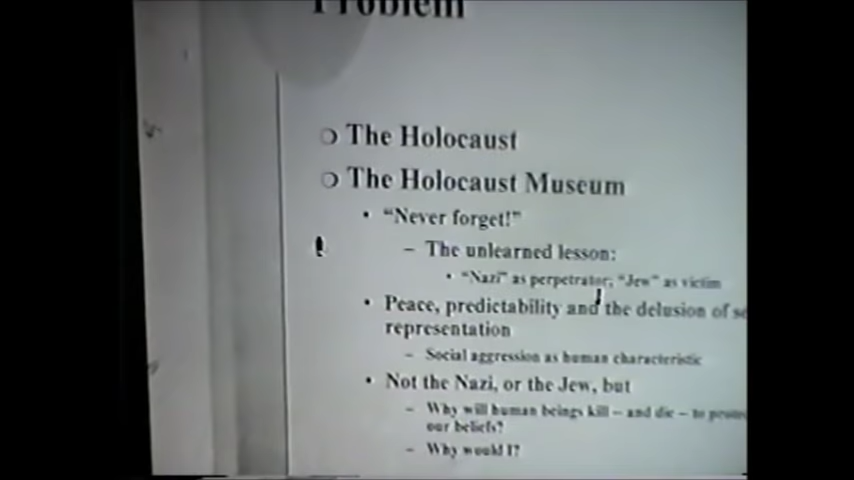 Problem
❍ The Holocaust
❍ The Holocaust Museum
• “Never forget!”
– The unlearned lesson:
• “Nazi” as perpetrator; “Jew” as victim
• Peace, predictability and the delusion of
representation
– Social aggression as human characteristic
• Not the Nazi, or the Jew, but
– Why will human beings kill – and die – to
our beliefs?
– Why would I?